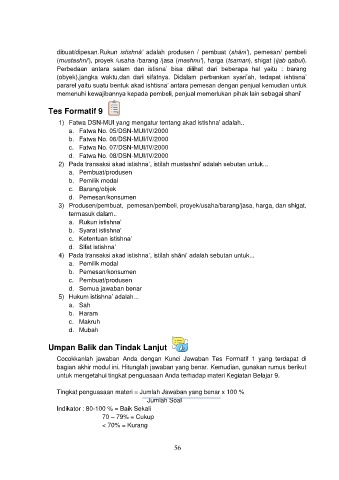 dibuat/dipesan.Rukun istishnâ' adalah produsen / pembuat (shâni'), pemesan/ pembeli
(mustashni'), proyek /usaha /barang /jasa (mashnu'), harga (tsaman), shigat (ijab qabul).
Perbedaan antara salam dan istisna' bisa dilihat dari beberapa hal yaitu : barang
(obyek),jangka waktu,dan dari sifatnya. Didalam perbankan syari'ah, tedapat ishtisna'
pararel yaitu suatu bentuk akad ishtisna' antara pemesan dengan penjual kemudian untuk
memenuhi kewajibannya kepada pembeli, penjual memerlukan pihak lain sebagai shani'
Tes Formatif 9
1) Fatwa DSN-MUI yang mengatur tentang akad istishna' adalah..
a. Fatwa No. 05/DSN-MUI/IV/2000
b. Fatwa No. 06/DSN-MUI/IV/2000
c. Fatwa No. 07/DSN-MUI/IV/2000
d. Fatwa No. 08/DSN-MUI/IV/2000
2) Pada transaksi akad istishna', istilah mustashni' adalah sebutan untuk...
a. Pembuat/produsen
b. Pemilik modal
c. Barang/objek
d. Pemesan/konsumen
3) Produsen/pembuat, pemesan/pembeli, proyek/usaha/barang/jasa, harga, dan shigat,
termasuk dalam..
a. Rukun istishna'
b. Syarat istishna'
c. Ketentuan istishna'
d. Sifat istishna'
4) Pada transaksi akad istishna', istilah shâni' adalah sebutan untuk...
a. Pemilik modal
b. Pemesan/konsumen
c. Pembuat/produsen
d. Semua jawaban benar
5) Hukum istishna' adalah...
a. Sah
b. Haram
c. Makruh
d. Mubah
Umpan Balik dan Tindak Lanjut
Cocokkanlah jawaban Anda dengan Kunci Jawaban Tes Formatif 1 yang terdapat di
bagian akhir modul ini. Hitunglah jawaban yang benar. Kemudian, gunakan rumus berikut
untuk mengetahui tingkat penguasaan Anda terhadap materi Kegiatan Belajar 9.
Tingkat penguasaan materi = Jumlah Jawaban yang benar x 100 %
Jumlah Soal
Indikator : 80-100 % = Baik Sekali
70 – 79% = Cukup
< 70% = Kurang
56